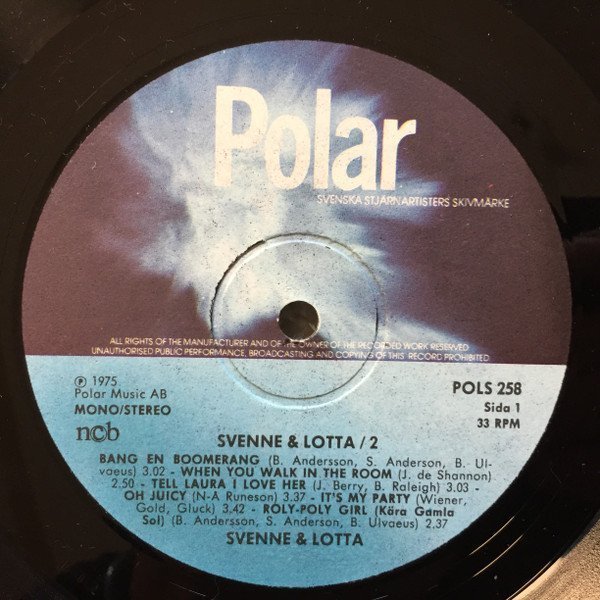 Polar
SVENSKA STJÄRNARTISTERS SKIVMÄRKE
ALL RIGHTS OF THE MANUFACTURER AND OF THE OWNER OF THE RECORDED WORK RESERVED
UNAUTHORISED PUBLIC PERFORMANCE, BROADCASTING AND COPYING OF THIS RECORD PROHIBITED
℗ 1975
Polar Music AB
MONO/STEREO
ncb
POLS 258
Sida 1
33 RPM
SVENNE & LOTTA / 2
BANG EN BOOMERANG (B. Andersson, S. Anderson, B. Ul-
vaeus) 3.02 - WHEN YOU WALK IN THE ROOM (J. de Shannon)
2.50 - TELL LAURA I LOVE HER (J. Berry, B. Raleigh) 3.03 -
OH JUICY (N-A Runeson) 3.37 - IT'S MY PARTY (Wiener,
Gold, Gluck) 3.42 - ROLY-POLY GIRL (Kära Gamla
Sol) (B. Andersson, S. Anderson, B. Ulvaeus) 2.37
SVENNE & LOTTA